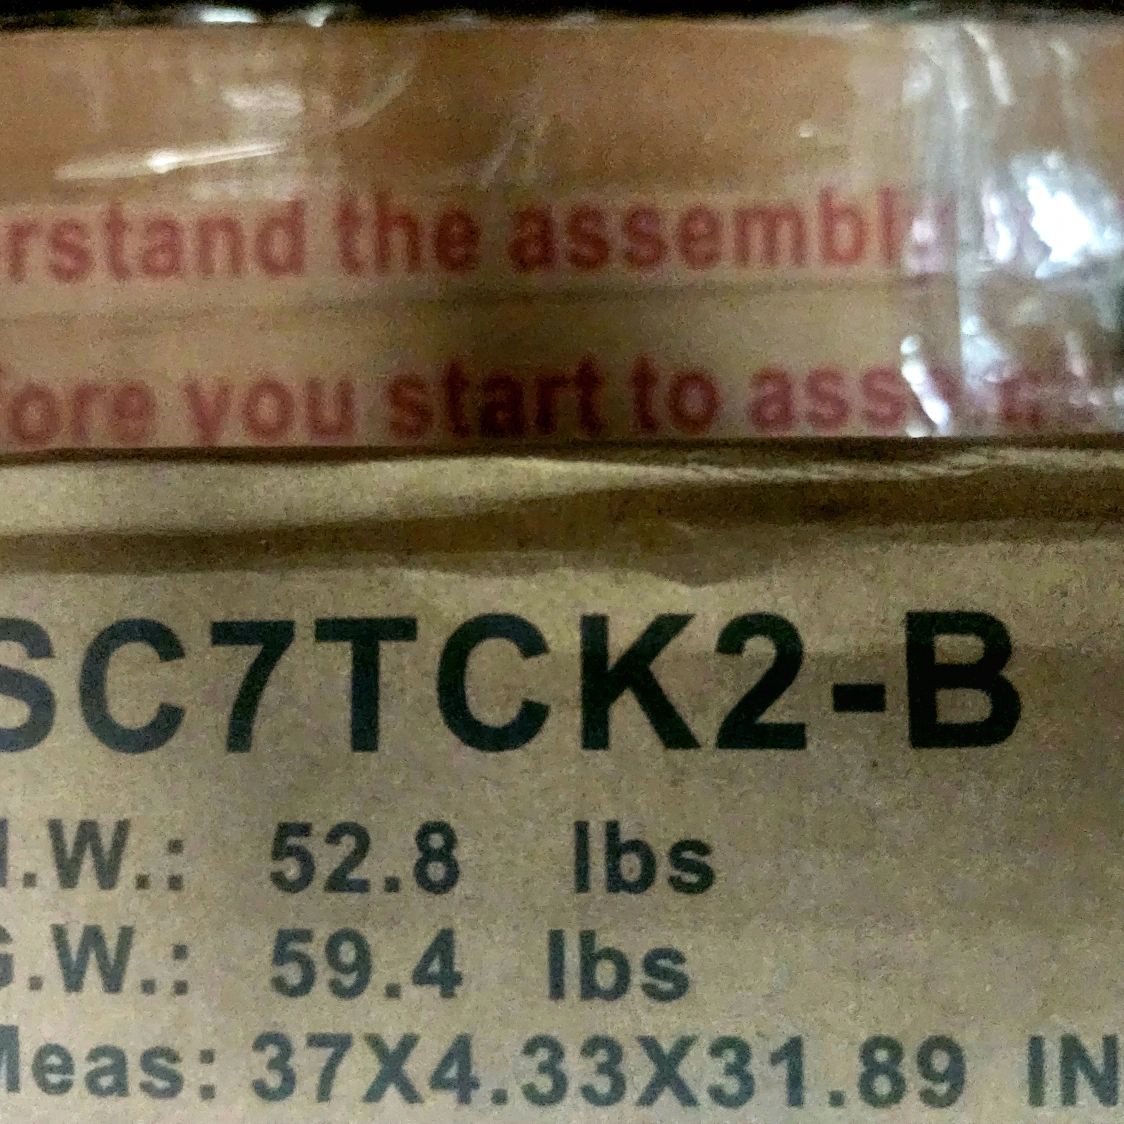 rstand the assembl
ore you start to ass
SC7TCK2-B
.W.: 52.8 lbs
G.W.: 59.4 lbs
Meas: 37X4.33X31.89 IN